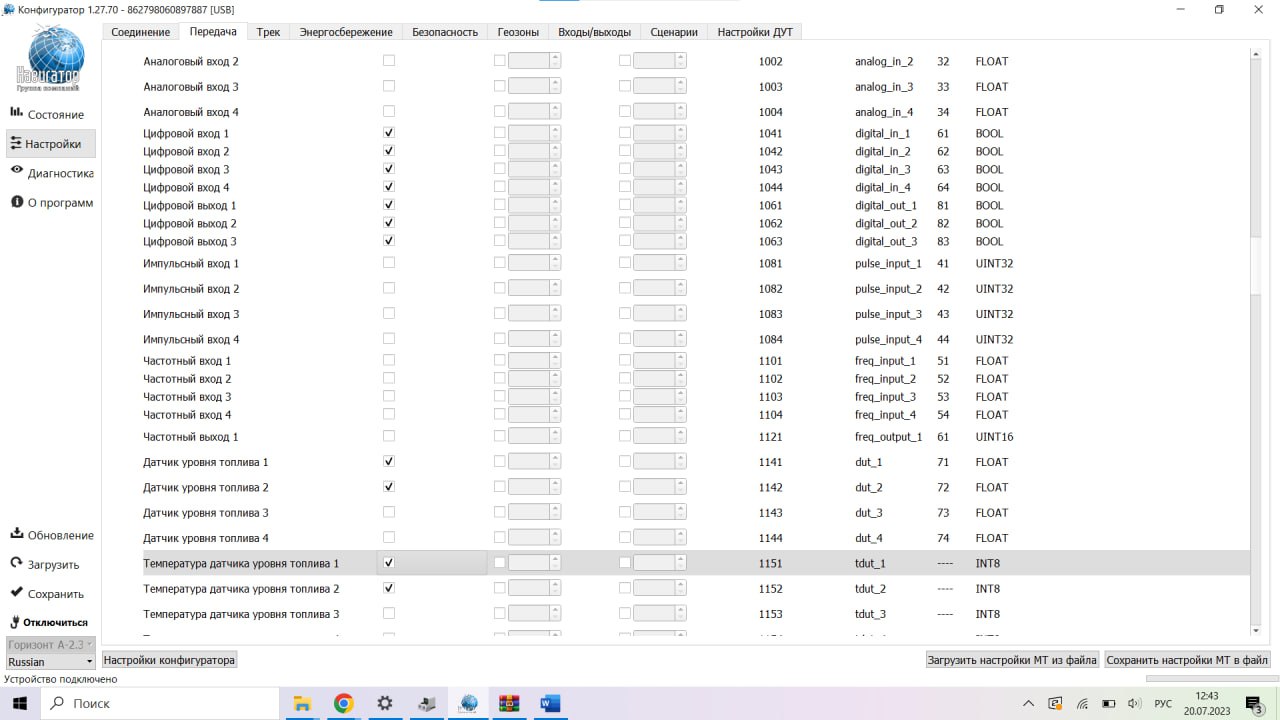 Конфигуратор 1.27.70 - 862798060897887 [USB]
Соединение Передача Трек Энергосбережение Безопасность Геозоны Входы/выходы Сценарии Настройки ДУТ
Навигатор
Группа компаний
Состояние
Настройки
Диагностика
О программ
Обновление
Загрузить
Сохранить
Отключиться
Горизонт А-2.3
Russian
Аналоговый вход 2 1002 analog_in_2 32 FLOAT
Аналоговый вход 3 1003 analog_in_3 33 FLOAT
Аналоговый вход 4 1004 analog_in_4 34 FLOAT
Цифровой вход 1 1041 digital_in_1 61 BOOL
Цифровой вход 2 1042 digital_in_2 62 BOOL
Цифровой вход 3 1043 digital_in_3 63 BOOL
Цифровой вход 4 1044 digital_in_4 64 BOOL
Цифровой выход 1 1061 digital_out_1 81 BOOL
Цифровой выход 2 1062 digital_out_2 82 BOOL
Цифровой выход 3 1063 digital_out_3 83 BOOL
Импульсный вход 1 1081 pulse_input_1 41 UINT32
Импульсный вход 2 1082 pulse_input_2 42 UINT32
Импульсный вход 3 1083 pulse_input_3 43 UINT32
Импульсный вход 4 1084 pulse_input_4 44 UINT32
Частотный вход 1 1101 freq_input_1 51 FLOAT
Частотный вход 2 1102 freq_input_2 52 FLOAT
Частотный вход 3 1103 freq_input_3 53 FLOAT
Частотный вход 4 1104 freq_input_4 54 FLOAT
Частотный выход 1 1121 freq_output_1 61 UINT16
Датчик уровня топлива 1 1141 dut_1 71 FLOAT
Датчик уровня топлива 2 1142 dut_2 72 FLOAT
Датчик уровня топлива 3 1143 dut_3 73 FLOAT
Датчик уровня топлива 4 1144 dut_4 74 FLOAT
Температура датчика уровня топлива 1 1151 tdut_1 ---- INT8
Температура датчика уровня топлива 2 1152 tdut_2 ---- INT8
Температура датчика уровня топлива 3 1153 tdut_3 ---- INT8
Настройки конфигуратора Загрузить настройки МТ из файла Сохранить настройки МТ в файл
Устройство подключено
Поиск
РУС
12:43
20.07.2023
3